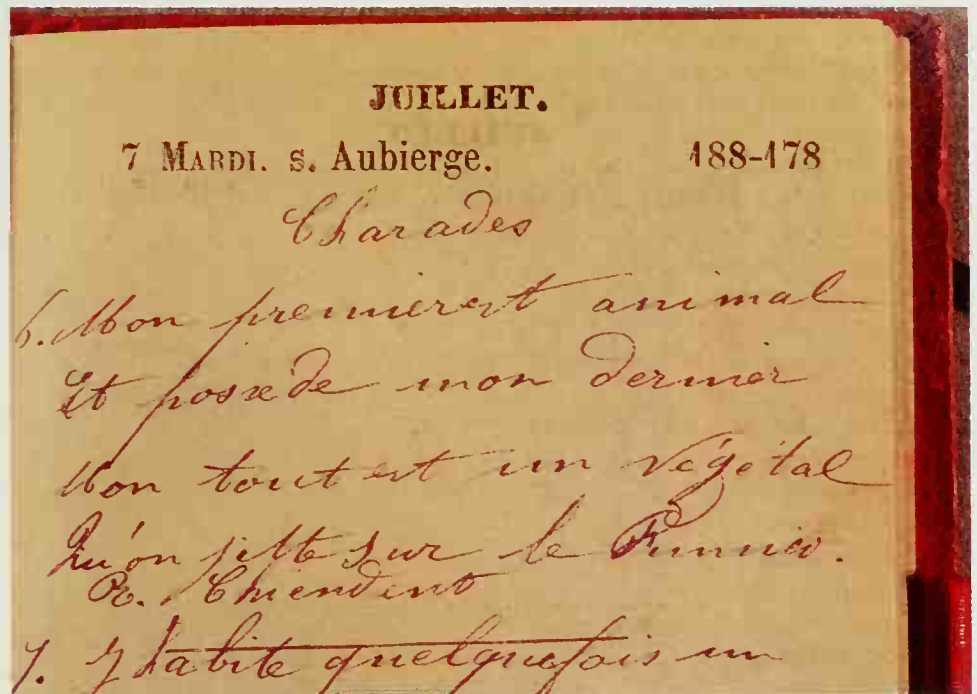 JUILLET.
7 MARDI. S. Aubierge. 188-178
Charades
6. Mon premier est animal
Et possède mon dernier
Mon tout est un végétal
Qu'on jette sur le Fumier.
R. Chiendent
7. J'habite quelquefois un